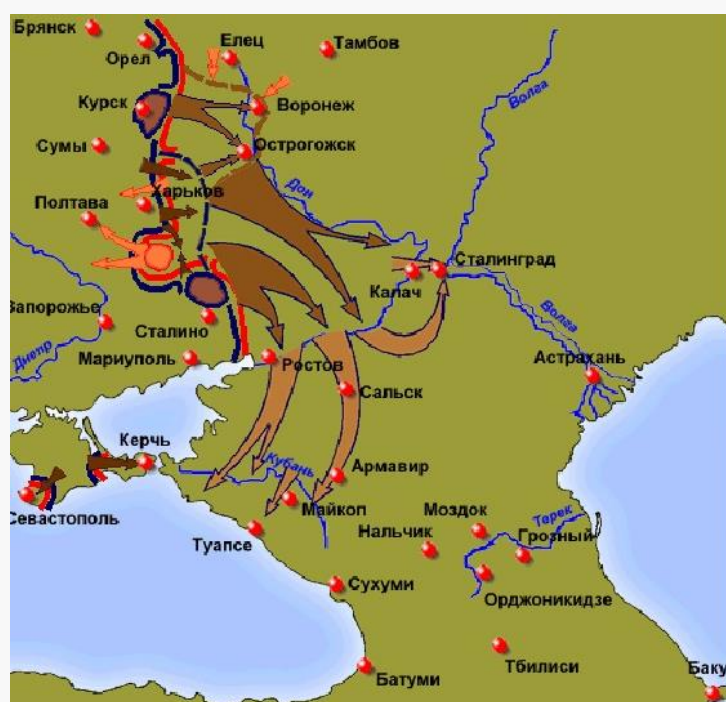 Брянск
Орел
Елец
Тамбов
Курск
Воронеж
Волга
Сумы
Острогожск
Харьков
Дон
Полтава
Сталинград
Калач
Запорожье
Волга
Сталино
Днепр
Мариуполь
Ростов
Астрахань
Сальск
Керчь
Кубань
Армавир
Севастополь
Майкоп
Моздок
Терек
Туапсе
Нальчик
Грозный
Сухуми
Орджоникидзе
Тбилиси
Батуми
Баку